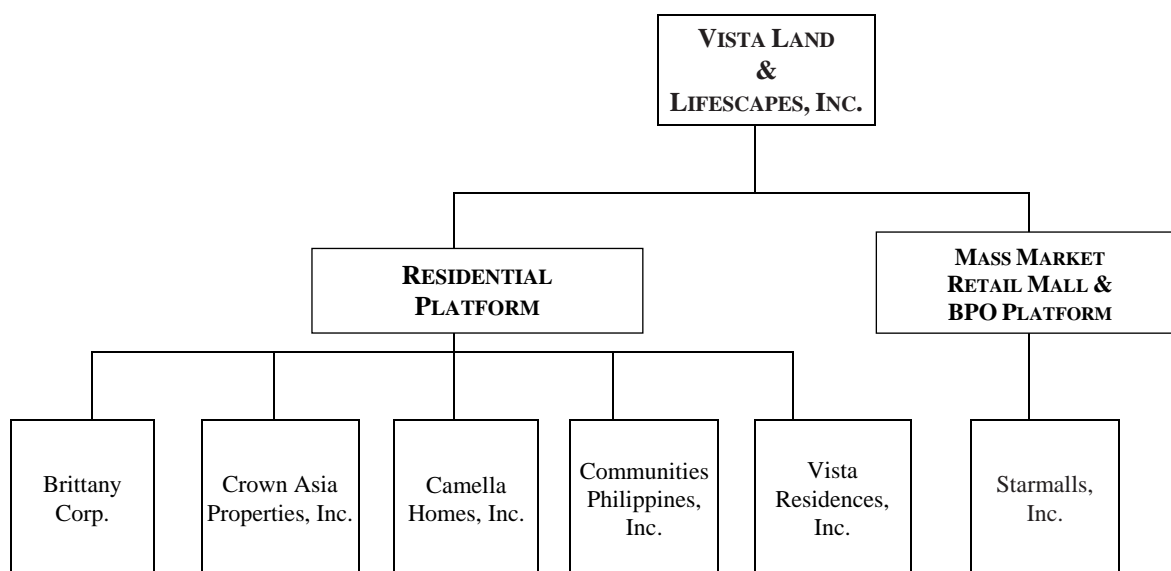 VISTA LAND
&
LIFESCAPES, INC.
RESIDENTIAL
PLATFORM
MASS MARKET
RETAIL MALL &
BPO PLATFORM
Brittany
Corp.
Crown Asia
Properties, Inc.
Camella
Homes, Inc.
Communities
Philippines,
Inc.
Vista
Residences,
Inc.
Starmalls,
Inc.